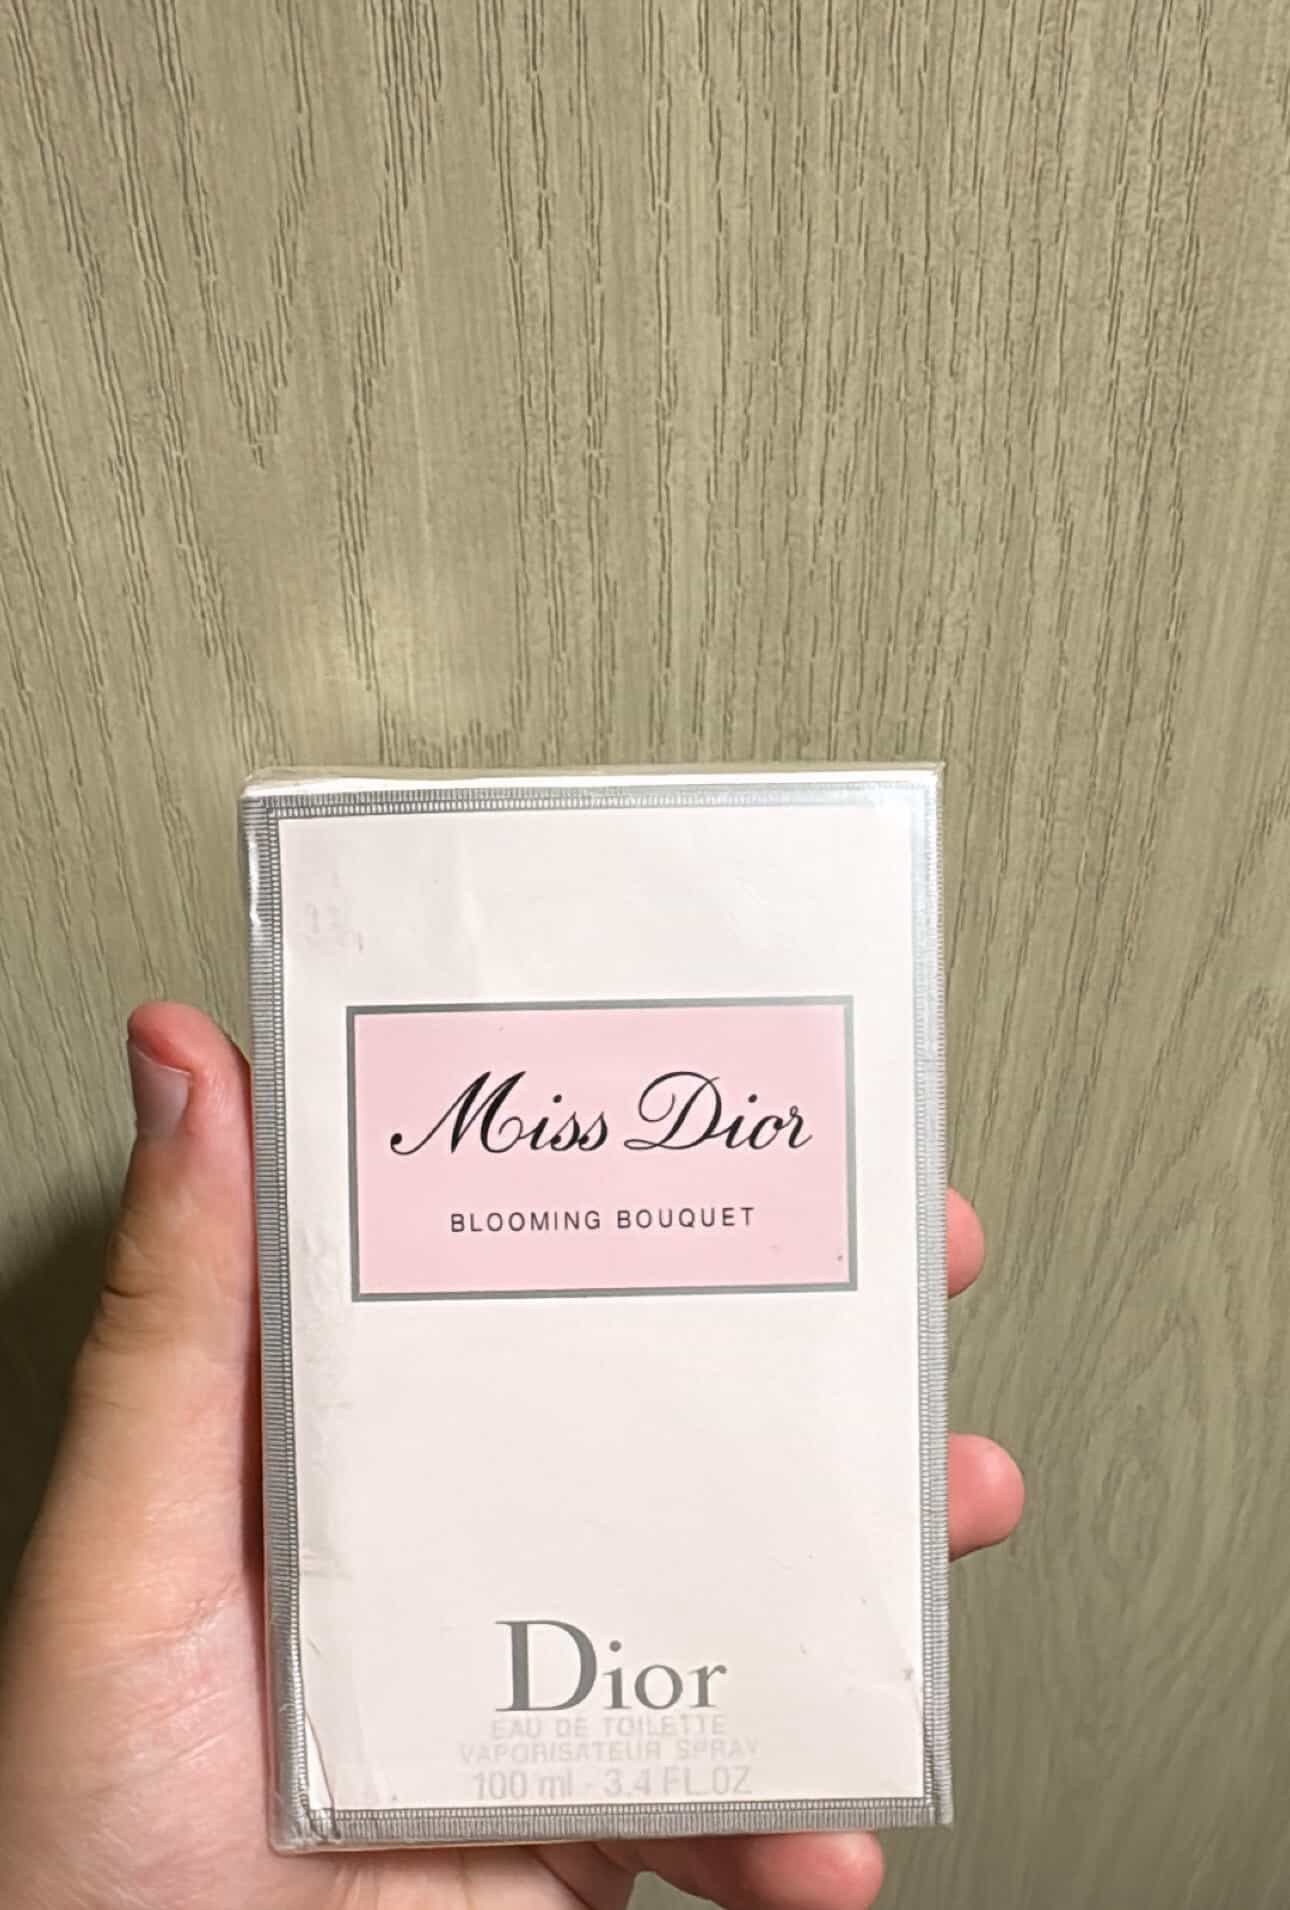 Miss Dior
BLOOMING BOUQUET
Dior
EAU DE TOILETTE
VAPORISATEUR SPRAY
100 ml - 3.4 FL.OZ